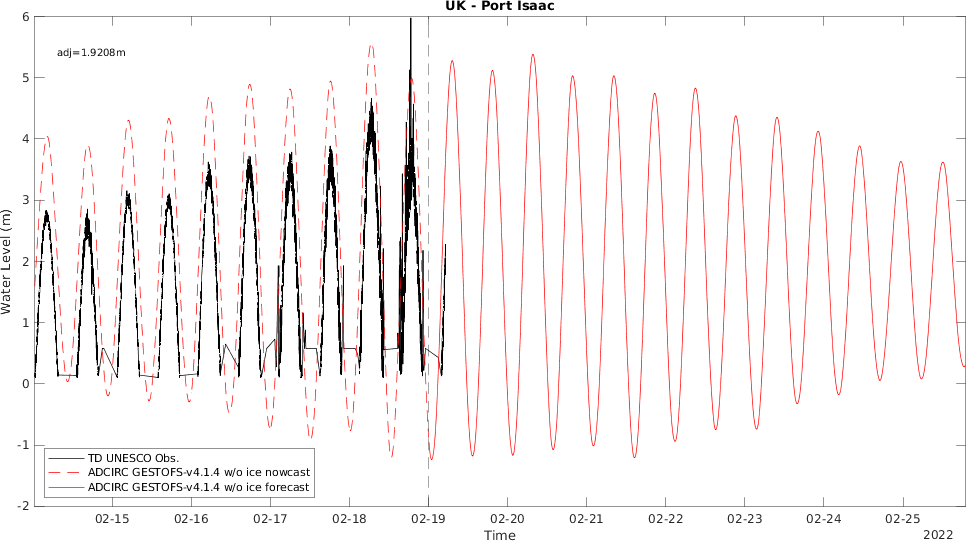 UK - Port Isaac
adj=1.9208m
Water Level (m)
6
5
4
3
2
1
0
-1
-2
TD UNESCO Obs.
ADCIRC GESTOFS-v4.1.4 w/o ice nowcast
ADCIRC GESTOFS-v4.1.4 w/o ice forecast
02-15 02-16 02-17 02-18 02-19 02-20 02-21 02-22 02-23 02-24 02-25
Time
2022